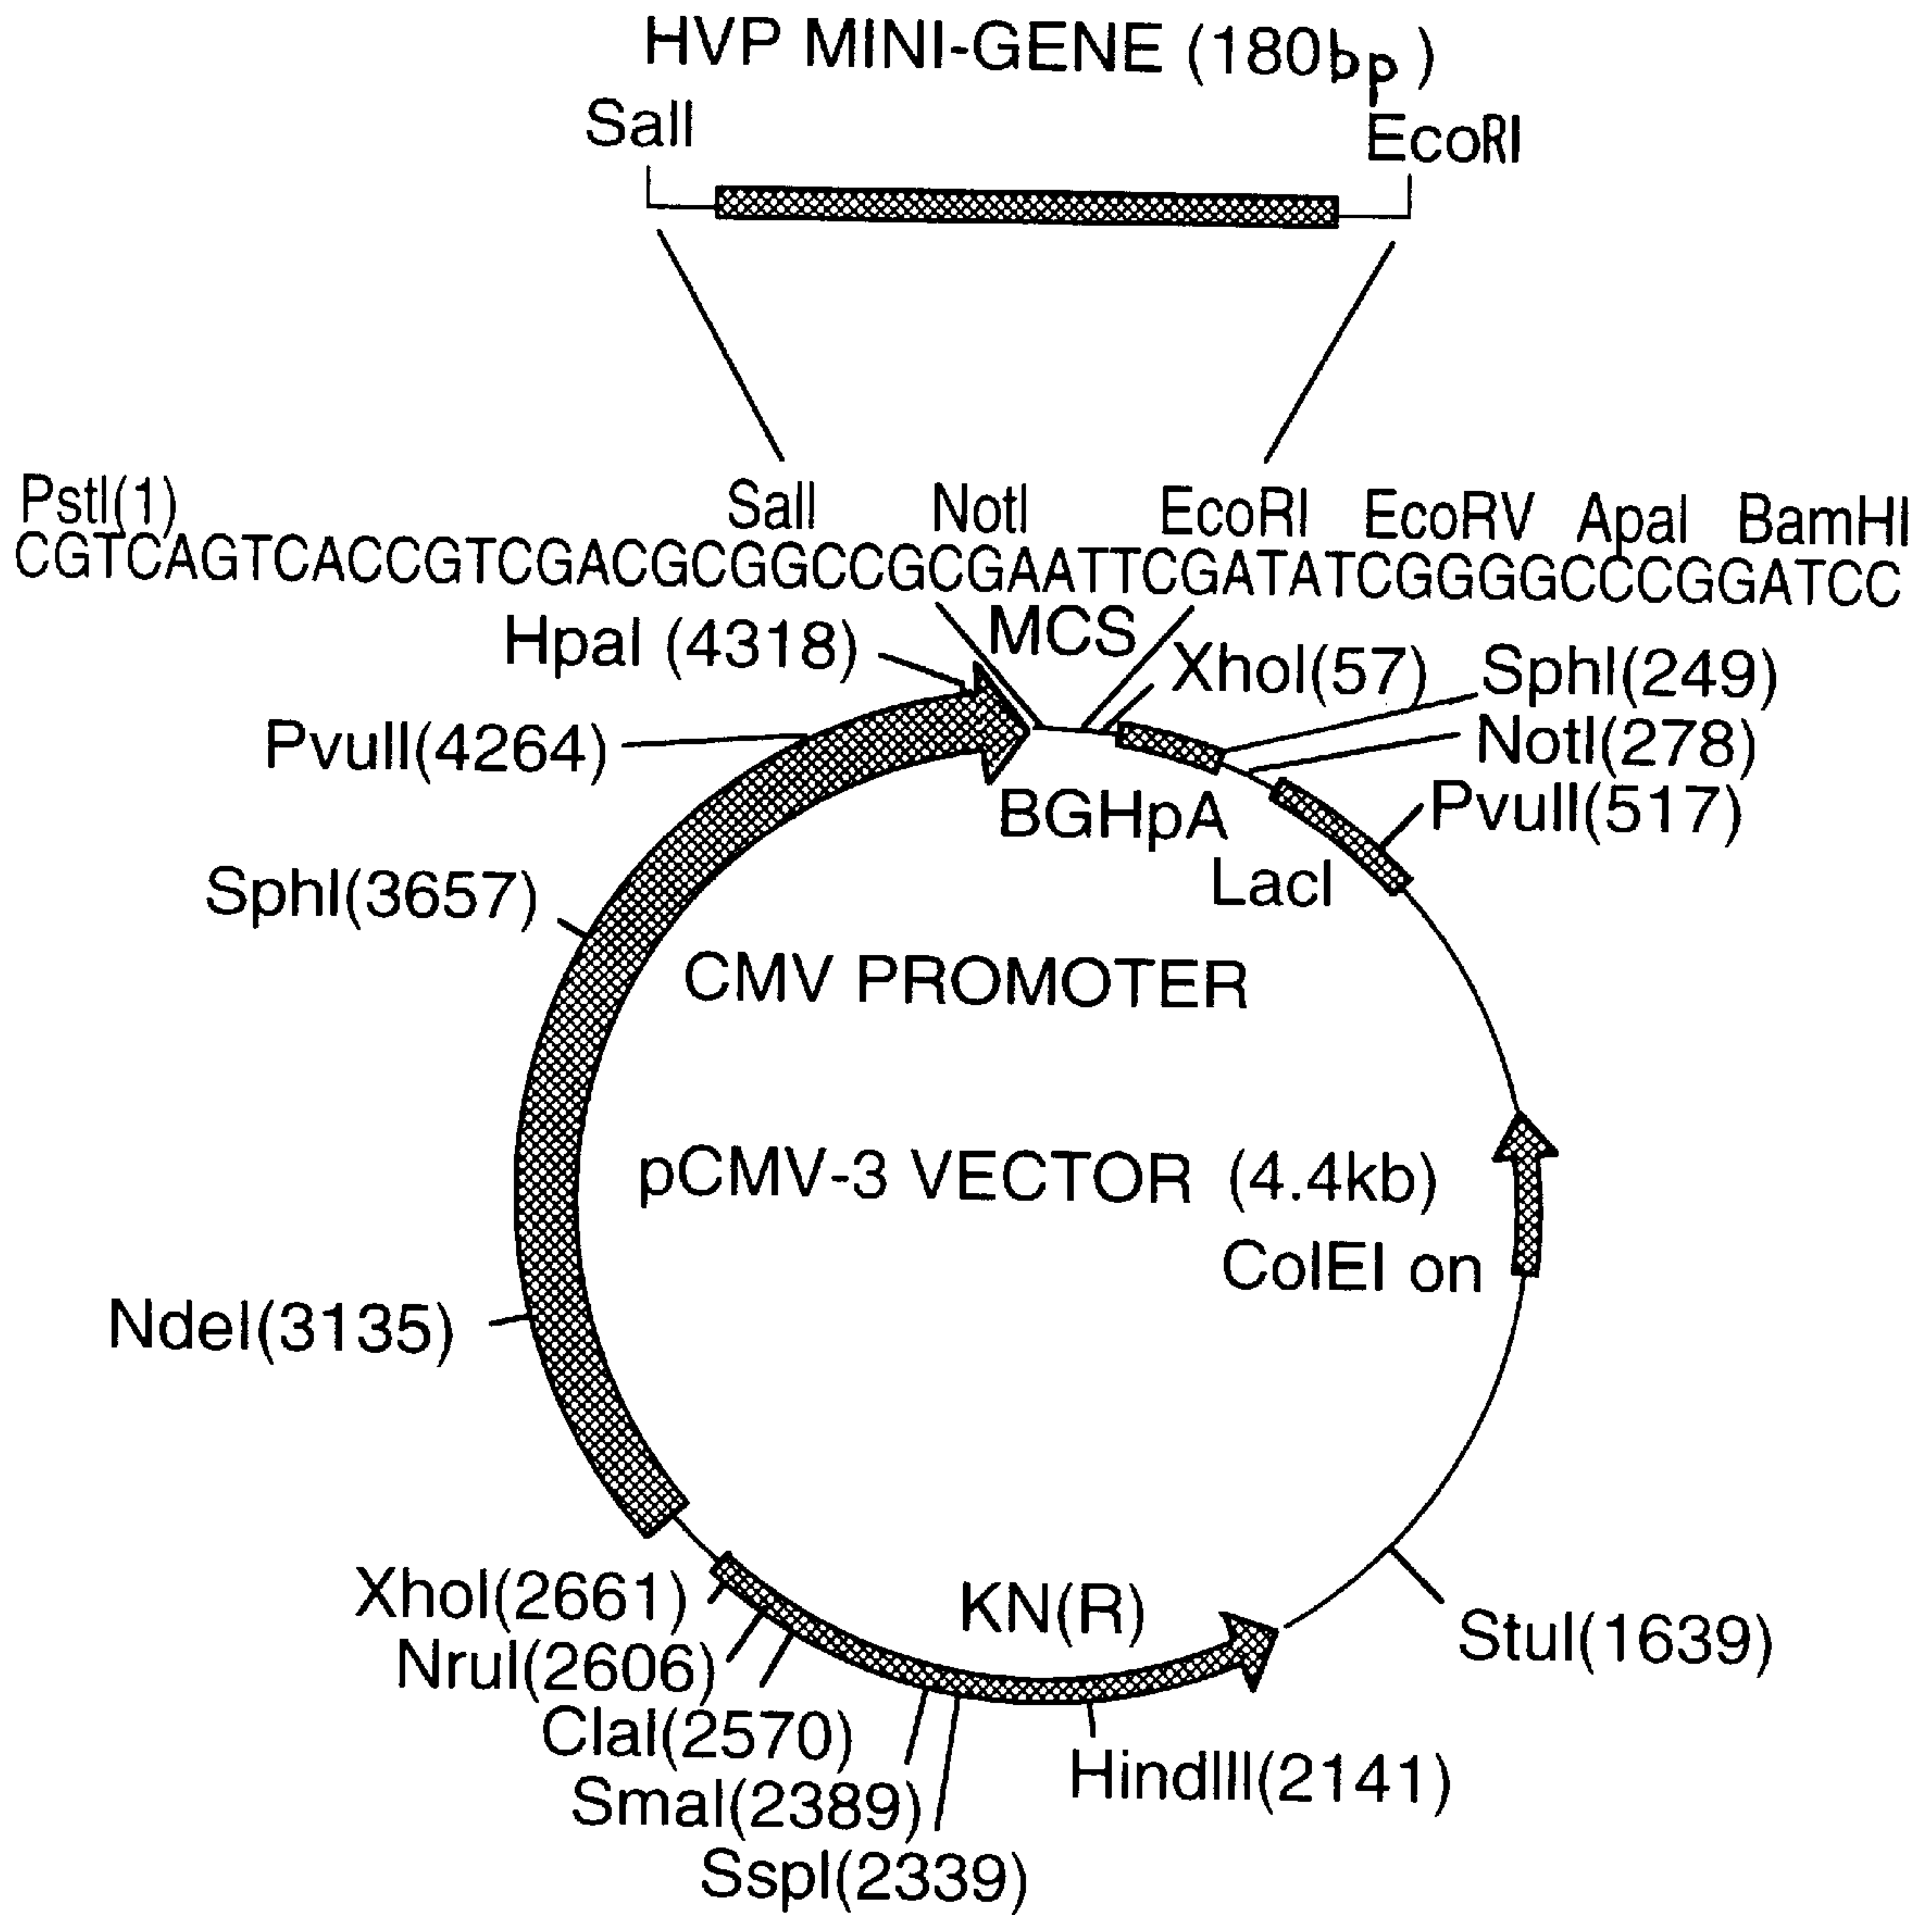 HVP MINI-GENE (180bp )
SalI EcoRI
PstI(1) SalI NotI EcoRI EcoRV ApaI BamHI
CGTCAGTCACCGTCGACGCGGCCGCGAATTCGATATCGGGGCCCGGATCC
HpaI (4318) MCS XhoI(57) SphI(249)
PvuII(4264) NotI(278)
BGHpA PvuII(517)
SphI(3657) LacI
CMV PROMOTER
pCMV-3 VECTOR (4.4kb)
ColEI on
NdeI(3135)
XhoI(2661) KN(R)
NruI(2606) StuI(1639)
ClaI(2570)
SmaI(2389) HindIII(2141)
SspI(2339)